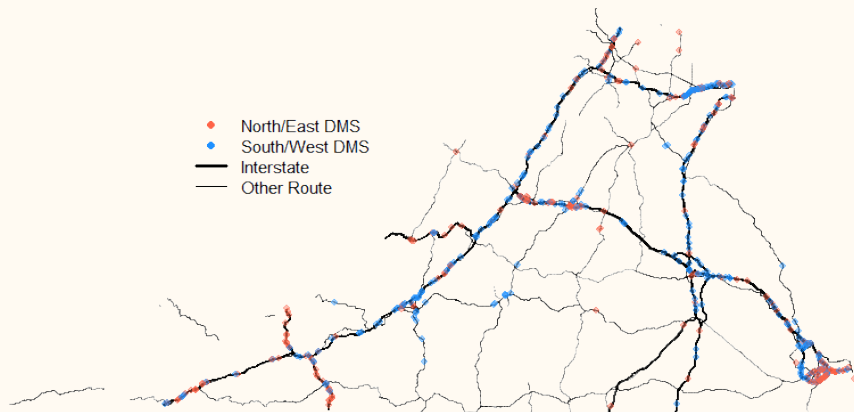 North/East DMS
South/West DMS
Interstate
Other Route